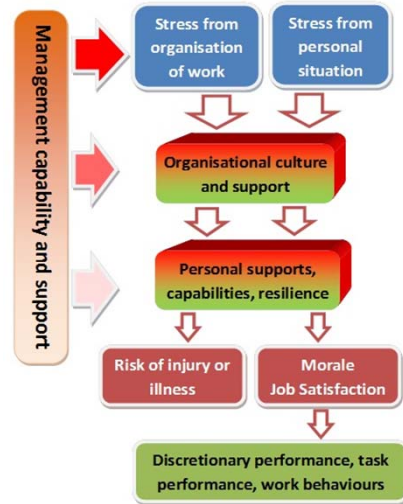 Management capability and support
Stress from
organisation
of work
Stress from
personal
situation
Organisational culture
and support
Personal supports,
capabilities, resilience
Risk of injury or
illness
Morale
Job Satisfaction
Discretionary performance, task
performance, work behaviours